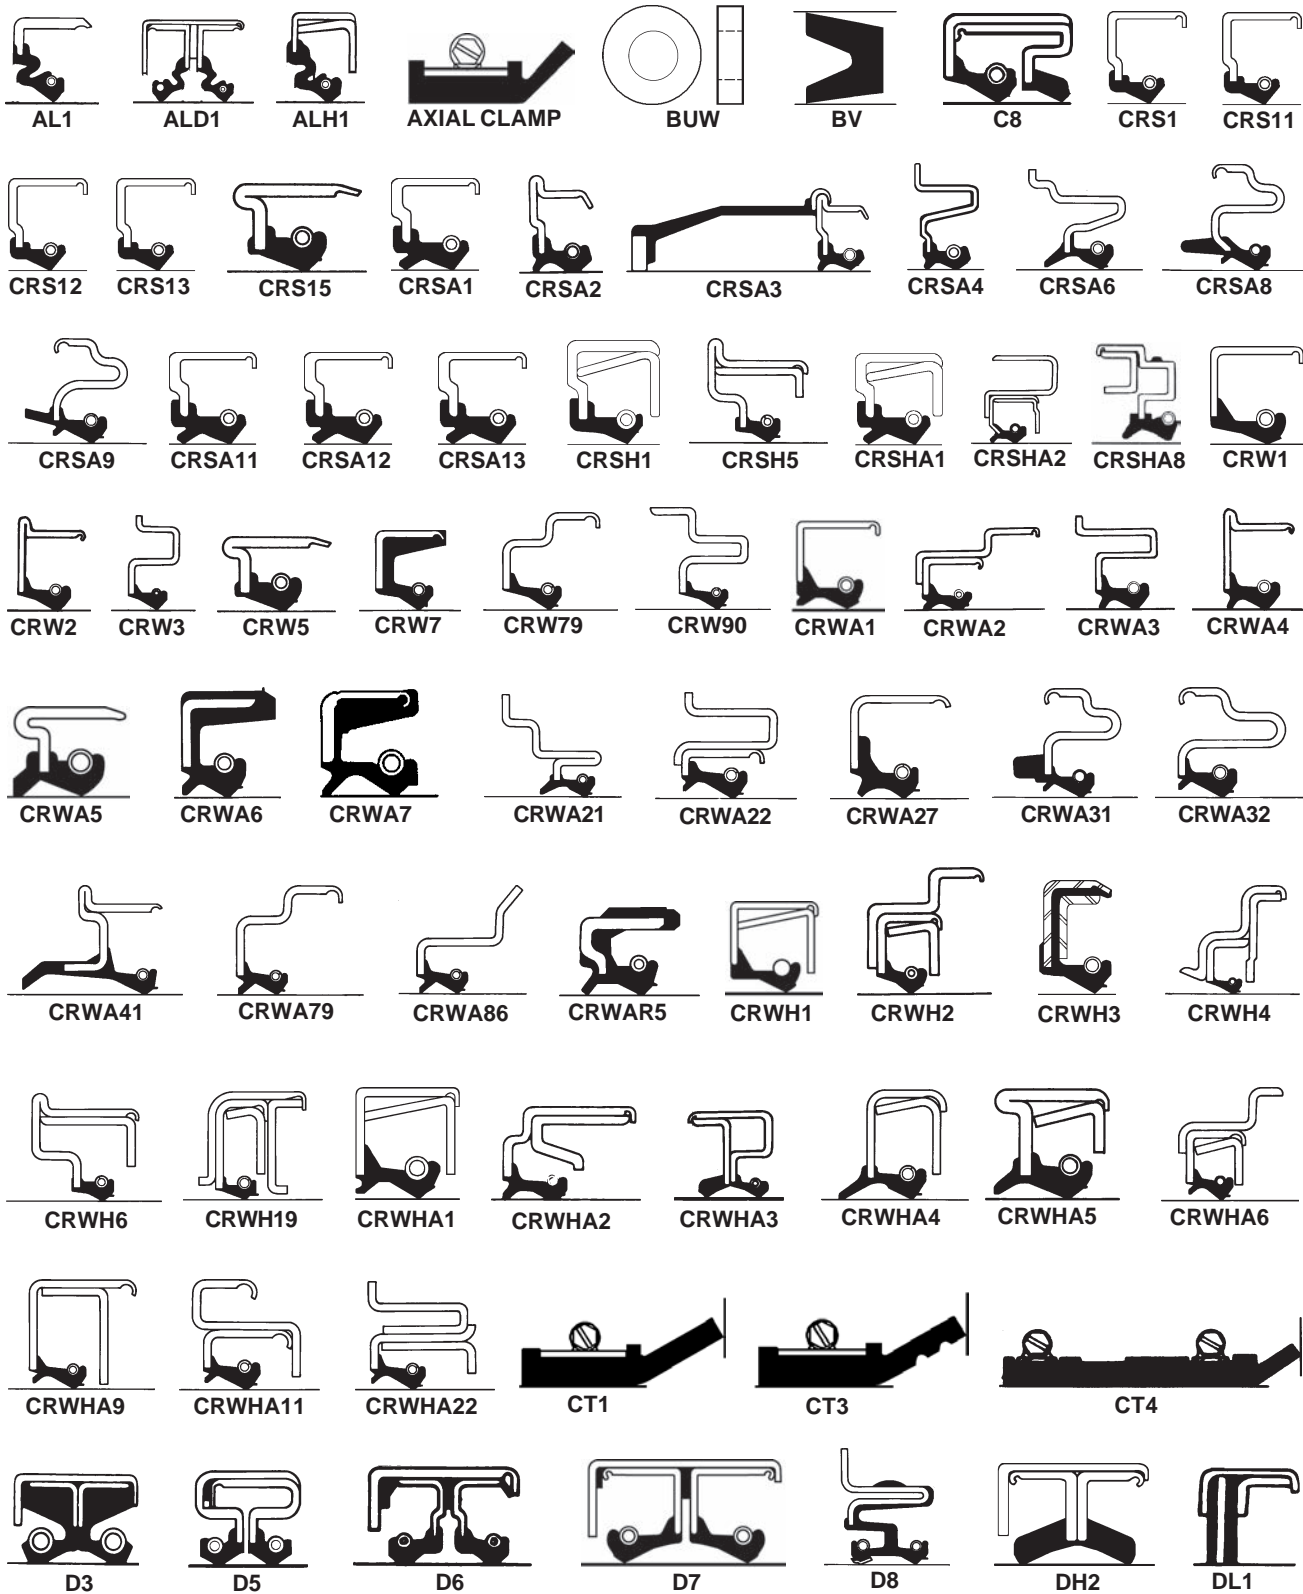 AL1 ALD1 ALH1 AXIAL CLAMP BUW BV C8 CRS1 CRS11
CRS12 CRS13 CRS15 CRSA1 CRSA2 CRSA3 CRSA4 CRSA6 CRSA8
CRSA9 CRSA11 CRSA12 CRSA13 CRSH1 CRSH5 CRSHA1 CRSHA2 CRSHA8 CRW1
CRW2 CRW3 CRW5 CRW7 CRW79 CRW90 CRWA1 CRWA2 CRWA3 CRWA4
CRWA5 CRWA6 CRWA7 CRWA21 CRWA22 CRWA27 CRWA31 CRWA32
CRWA41 CRWA79 CRWA86 CRWAR5 CRWH1 CRWH2 CRWH3 CRWH4
CRWH6 CRWH19 CRWHA1 CRWHA2 CRWHA3 CRWHA4 CRWHA5 CRWHA6
CRWHA9 CRWHA11 CRWHA22 CT1 CT3 CT4
D3 D5 D6 D7 D8 DH2 DL1